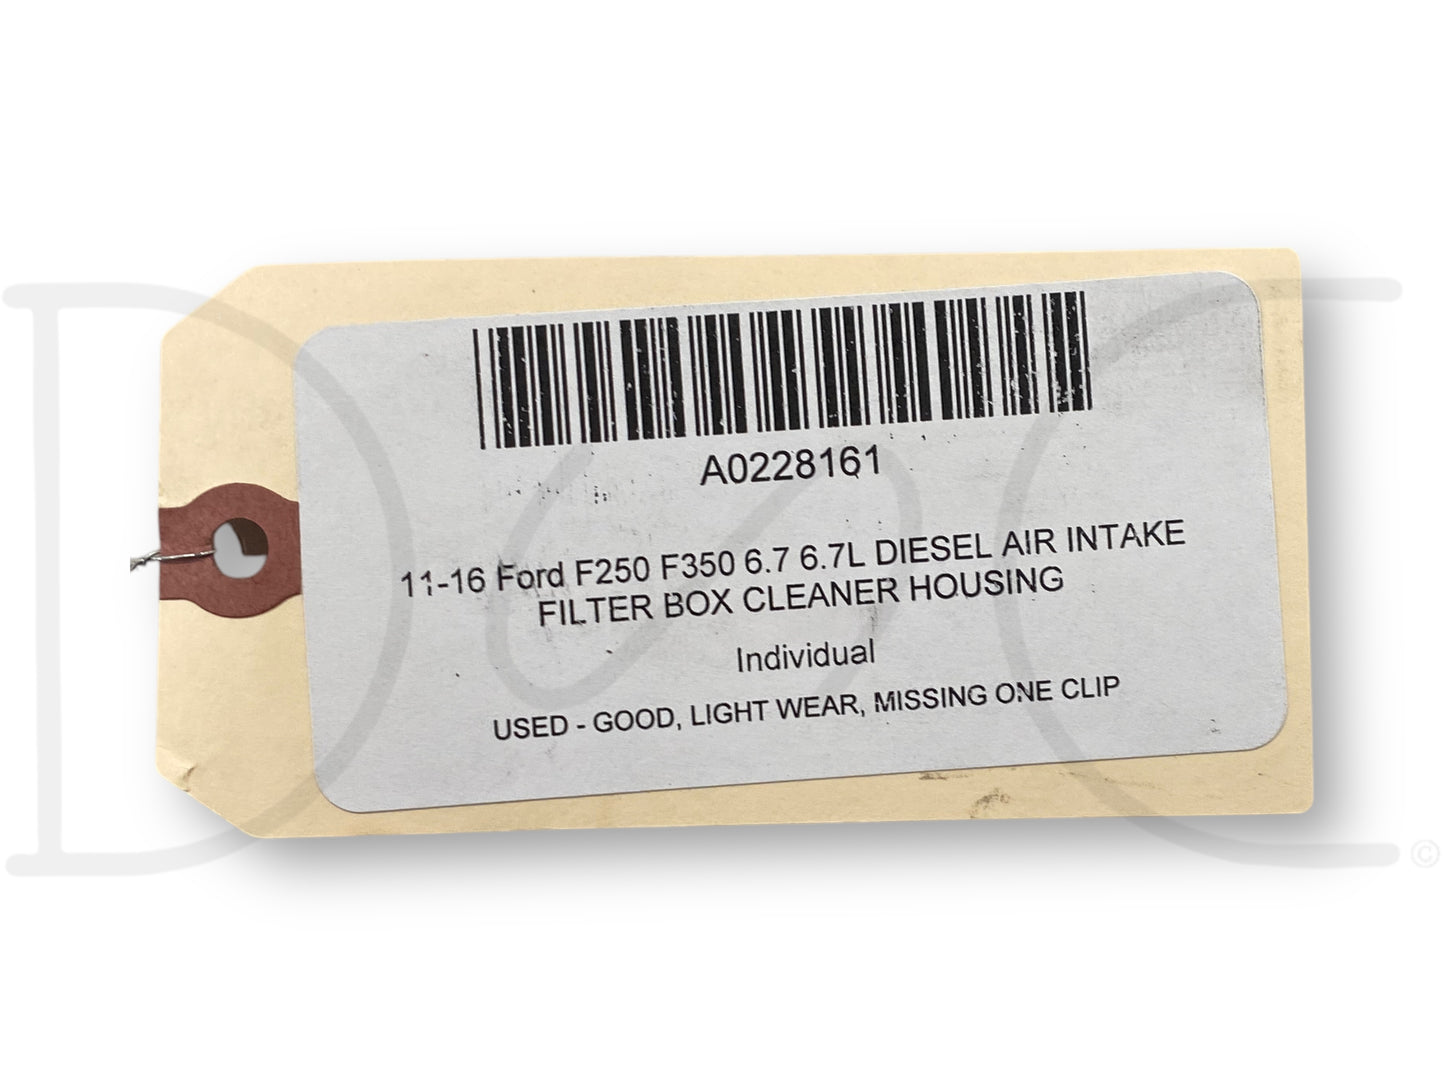 A0228161
11-16 Ford F250 F350 6.7 6.7L DIESEL AIR INTAKE
FILTER BOX CLEANER HOUSING
Individual
USED - GOOD, LIGHT WEAR, MISSING ONE CLIP
D S C ©